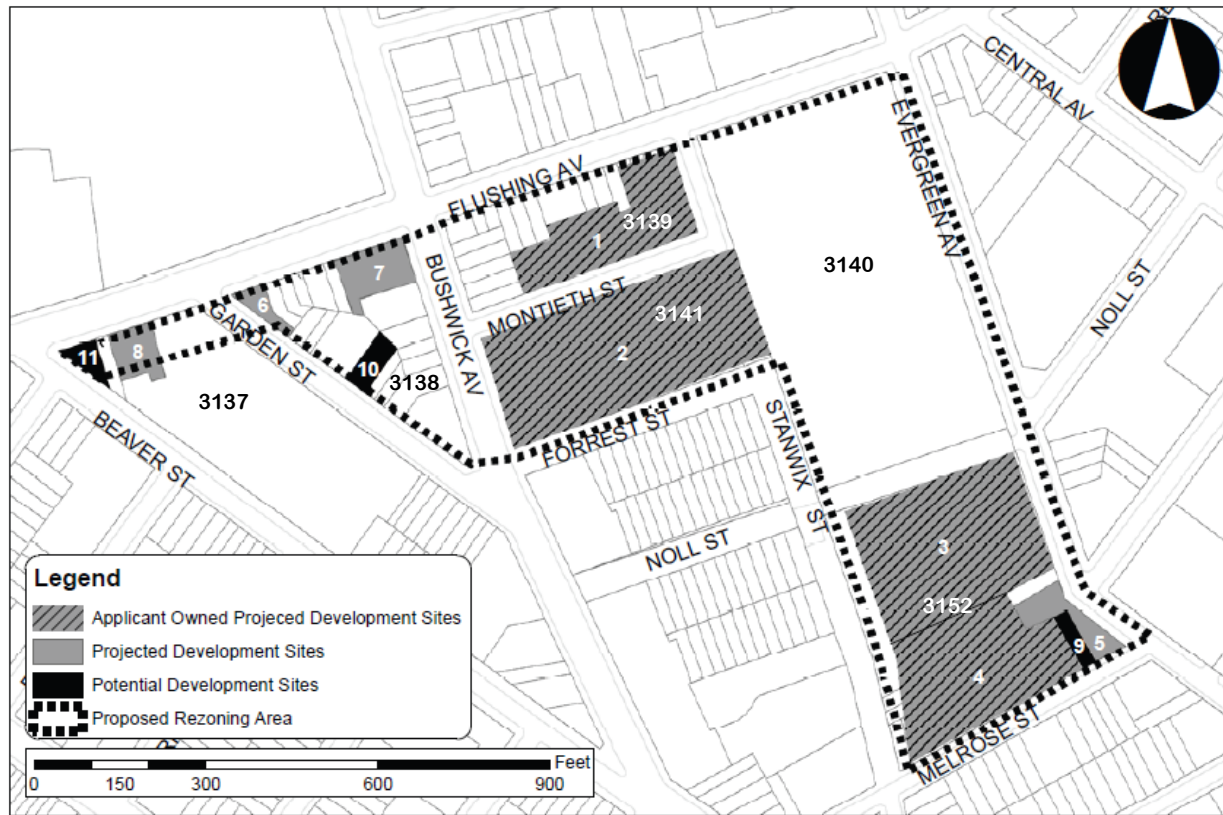 CENTRAL AV
FLUSHING AV
EVERGREEN AV
3139
1
7
BUSHWICK AV
3140
NOLL ST
6
MONTIETH ST
3141
GARDEN ST
2
11
8
10
3138
3137
FORREST ST
STANWIX ST
BEAVER ST
NOLL ST
3
3152
9
5
4
MELROSE ST
Legend
Applicant Owned Projeced Development Sites
Projected Development Sites
Potential Development Sites
Proposed Rezoning Area
Feet
0 150 300 600 900